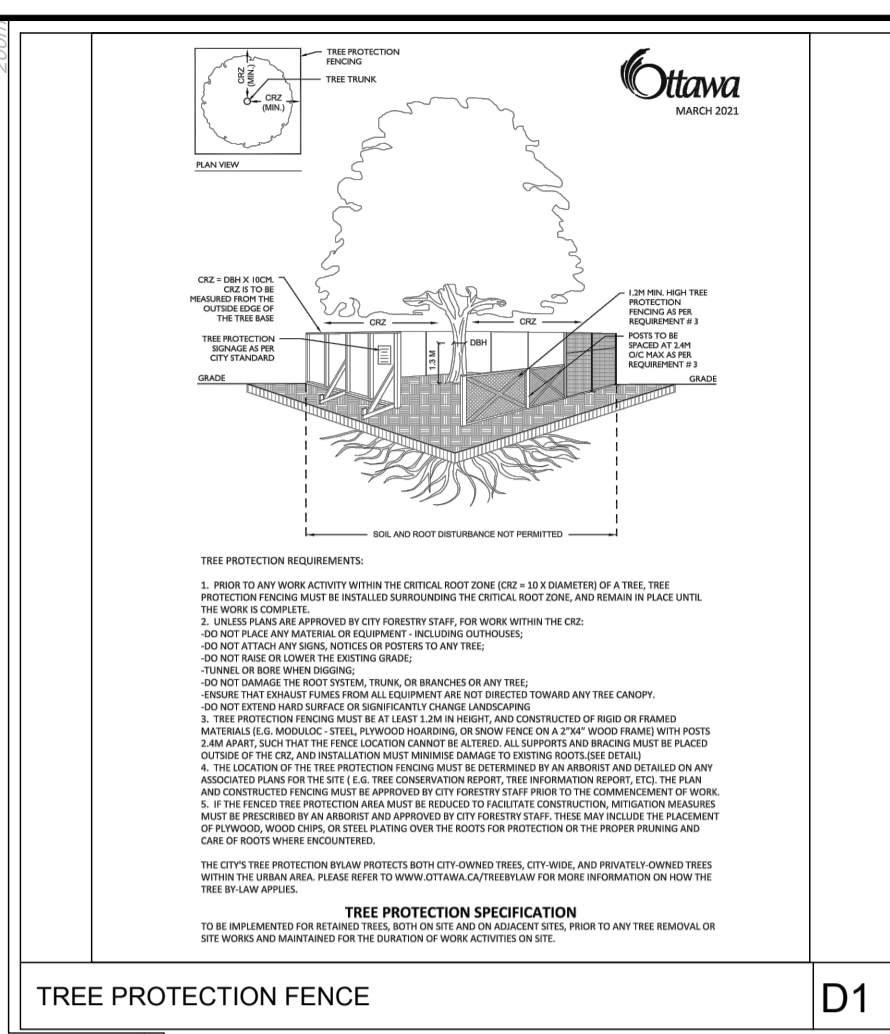 zoom
TREE PROTECTION
FENCING
TREE TRUNK
CRZ
(MIN.)
CRZ
(MIN.)
PLAN VIEW
Ottawa
MARCH 2021
CRZ = DBH X 10CM.
CRZ IS TO BE
MEASURED FROM THE
OUTSIDE EDGE OF
THE TREE BASE
TREE PROTECTION
SIGNAGE AS PER
CITY STANDARD
GRADE
CRZ
CRZ
DBH
1.3 M
1.2M MIN. HIGH TREE
PROTECTION
FENCING AS PER
REQUIREMENT # 3
POSTS TO BE
SPACED AT 2.4M
O/C MAX AS PER
REQUIREMENT # 3
GRADE
SOIL AND ROOT DISTURBANCE NOT PERMITTED
TREE PROTECTION REQUIREMENTS:
1. PRIOR TO ANY WORK ACTIVITY WITHIN THE CRITICAL ROOT ZONE (CRZ = 10 X DIAMETER) OF A TREE, TREE
PROTECTION FENCING MUST BE INSTALLED SURROUNDING THE CRITICAL ROOT ZONE, AND REMAIN IN PLACE UNTIL
THE WORK IS COMPLETE.
2. UNLESS PLANS ARE APPROVED BY CITY FORESTRY STAFF, FOR WORK WITHIN THE CRZ:
-DO NOT PLACE ANY MATERIAL OR EQUIPMENT - INCLUDING OUTHOUSES;
-DO NOT ATTACH ANY SIGNS, NOTICES OR POSTERS TO ANY TREE;
-DO NOT RAISE OR LOWER THE EXISTING GRADE;
-TUNNEL OR BORE WHEN DIGGING;
-DO NOT DAMAGE THE ROOT SYSTEM, TRUNK, OR BRANCHES OR ANY TREE;
-ENSURE THAT EXHAUST FUMES FROM ALL EQUIPMENT ARE NOT DIRECTED TOWARD ANY TREE CANOPY.
-DO NOT EXTEND HARD SURFACE OR SIGNIFICANTLY CHANGE LANDSCAPING
3. TREE PROTECTION FENCING MUST BE AT LEAST 1.2M IN HEIGHT, AND CONSTRUCTED OF RIGID OR FRAMED
MATERIALS (E.G. MODULOC - STEEL, PLYWOOD HOARDING, OR SNOW FENCE ON A 2"X4" WOOD FRAME) WITH POSTS
2.4M APART, SUCH THAT THE FENCE LOCATION CANNOT BE ALTERED. ALL SUPPORTS AND BRACING MUST BE PLACED
OUTSIDE OF THE CRZ, AND INSTALLATION MUST MINIMISE DAMAGE TO EXISTING ROOTS.(SEE DETAIL)
4. THE LOCATION OF THE TREE PROTECTION FENCING MUST BE DETERMINED BY AN ARBORIST AND DETAILED ON ANY
ASSOCIATED PLANS FOR THE SITE ( E.G. TREE CONSERVATION REPORT, TREE INFORMATION REPORT, ETC). THE PLAN
AND CONSTRUCTED FENCING MUST BE APPROVED BY CITY FORESTRY STAFF PRIOR TO THE COMMENCEMENT OF WORK.
5. IF THE FENCED TREE PROTECTION AREA MUST BE REDUCED TO FACILITATE CONSTRUCTION, MITIGATION MEASURES
MUST BE PRESCRIBED BY AN ARBORIST AND APPROVED BY CITY FORESTRY STAFF. THESE MAY INCLUDE THE PLACEMENT
OF PLYWOOD, WOOD CHIPS, OR STEEL PLATING OVER THE ROOTS FOR PROTECTION OR THE PROPER PRUNING AND
CARE OF ROOTS WHERE ENCOUNTERED.
THE CITY'S TREE PROTECTION BYLAW PROTECTS BOTH CITY-OWNED TREES, CITY-WIDE, AND PRIVATELY-OWNED TREES
WITHIN THE URBAN AREA. PLEASE REFER TO WWW.OTTAWA.CA/TREEBYLAW FOR MORE INFORMATION ON HOW THE
TREE BY-LAW APPLIES.
TREE PROTECTION SPECIFICATION
TO BE IMPLEMENTED FOR RETAINED TREES, BOTH ON SITE AND ON ADJACENT SITES, PRIOR TO ANY TREE REMOVAL OR
SITE WORKS AND MAINTAINED FOR THE DURATION OF WORK ACTIVITIES ON SITE.
TREE PROTECTION FENCE
D1